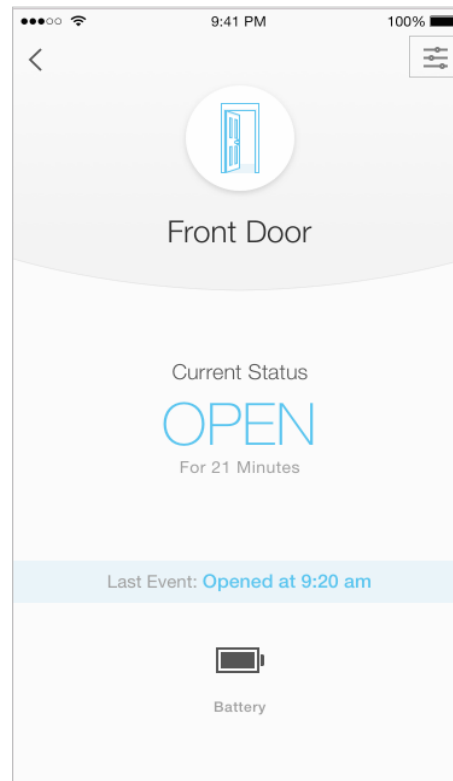 9:41 PM
100%
Front Door
Current Status
OPEN
For 21 Minutes
Last Event: Opened at 9:20 am
Battery